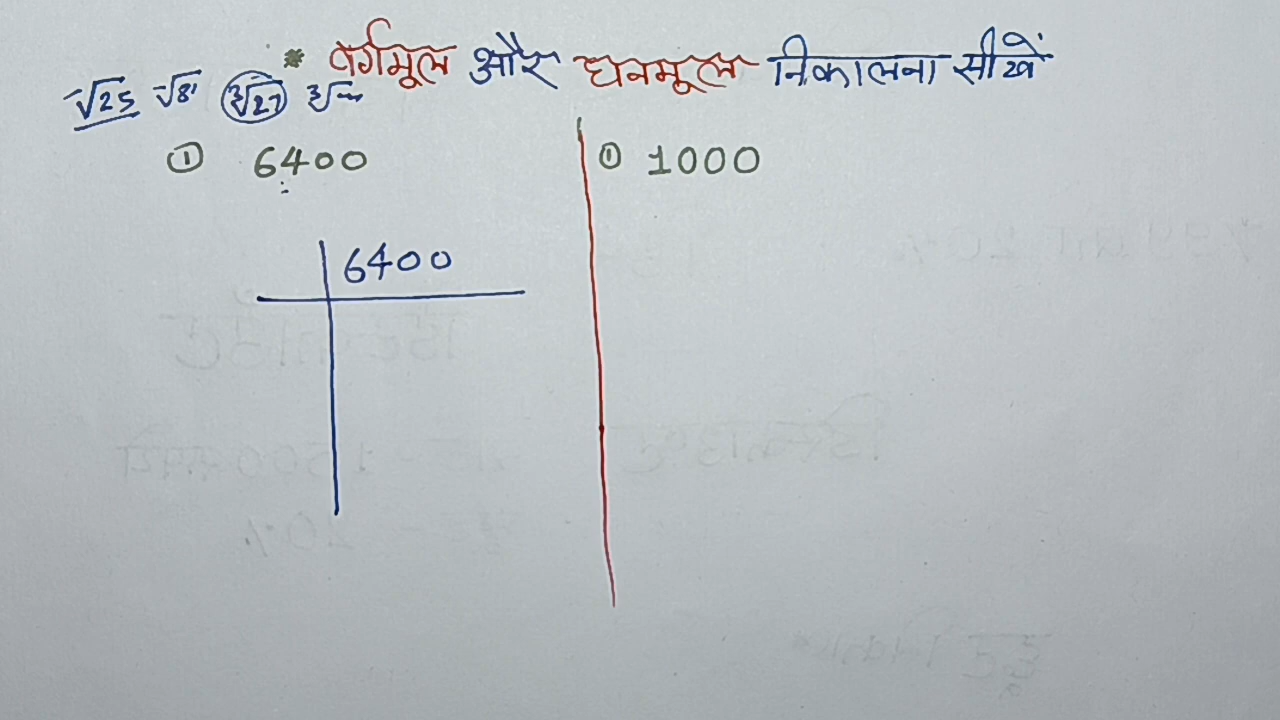 * वर्गमूल और घनमूल निकालना सीखें
√25 √81 ∛27 ∛
① 6400
① 1000
6400